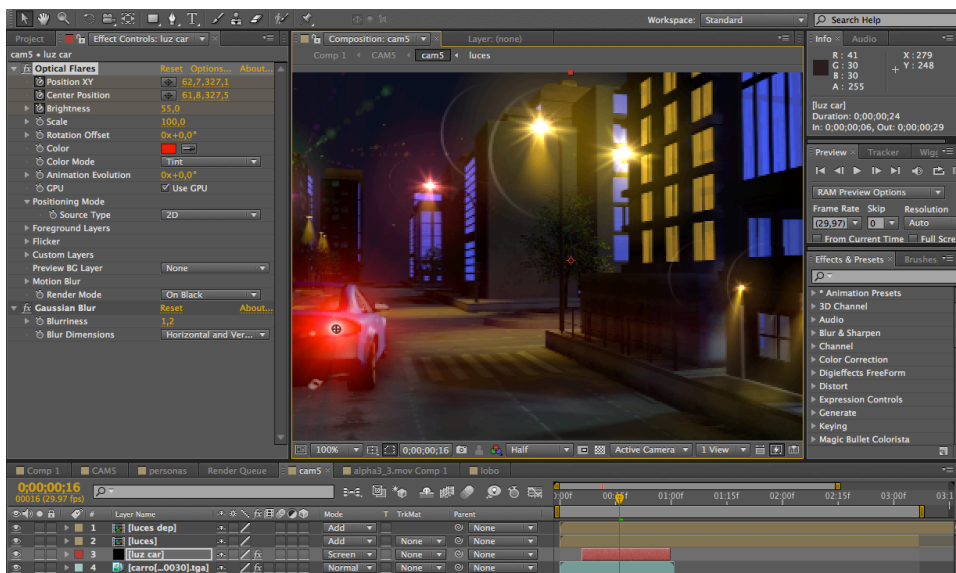 Workspace: Standard
Search Help
Project
Effect Controls: luz car
Composition: cam5
Layer: (none)
Info
Audio
cam5 • luz car
Comp 1
CAM5
cam5
luces
R: 41
G: 30
B: 30
A: 255
X: 279
Y: 248
fx Optical Flares
Reset
Options...
About...
Position XY
62,7,327,1
Center Position
61,8,327,5
Brightness
55,0
Scale
100,0
Rotation Offset
0x+0,0°
Color
Color Mode
Tint
Animation Evolution
0x+0,0°
GPU
Use GPU
Positioning Mode
Source Type
2D
Foreground Layers
Flicker
Custom Layers
Preview BG Layer
None
Motion Blur
Render Mode
On Black
fx Gaussian Blur
Reset
About...
Blurriness
1,2
Blur Dimensions
Horizontal and Ver...
[luz car]
Duration: 0;00;00;24
In: 0;00;00;06, Out: 0;00;00;29
Preview
Tracker
RAM Preview Options
Frame Rate
Skip
Resolution
(29,97)
0
Auto
From Current Time
Full Scre
Effects & Presets
Brushes
* Animation Presets
3D Channel
Audio
Blur & Sharpen
Channel
Color Correction
Digieffects FreeForm
Distort
Expression Controls
Generate
Keying
Magic Bullet Colorista
100%
0;00;00;16
Half
Active Camera
1 View
Comp 1
CAM5
personas
Render Queue
cam5
alpha3_3.mov Comp 1
lobo
0;00;00;16
00016 (29.97 fps)
01:00f
01:15f
02:00f
02:15f
03:00f
#
Layer Name
Mode
T TrkMat
Parent
1 [luces dep]
Add
None
2 [luces]
Add
None
None
3 [luz car]
Screen
None
None
4 [carro[...0030].tga]
Normal
None
None